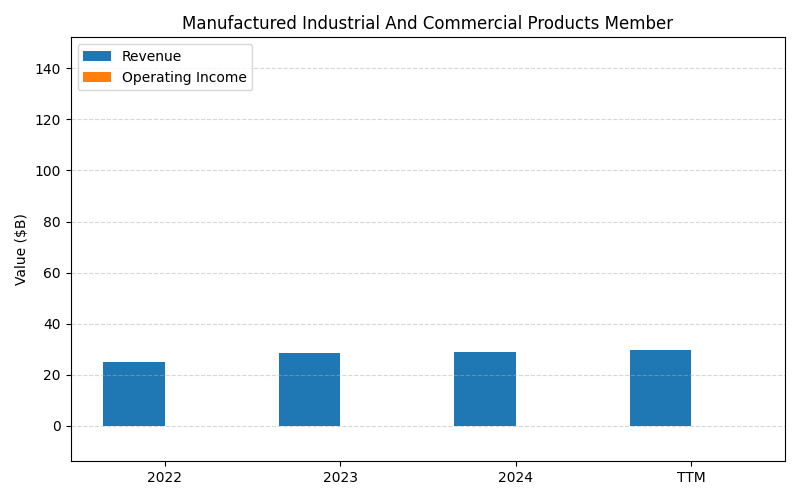 Manufactured Industrial And Commercial Products Member
Revenue
Operating Income
Value ($B)
140
120
100
80
60
40
20
0
2022 2023 2024 TTM